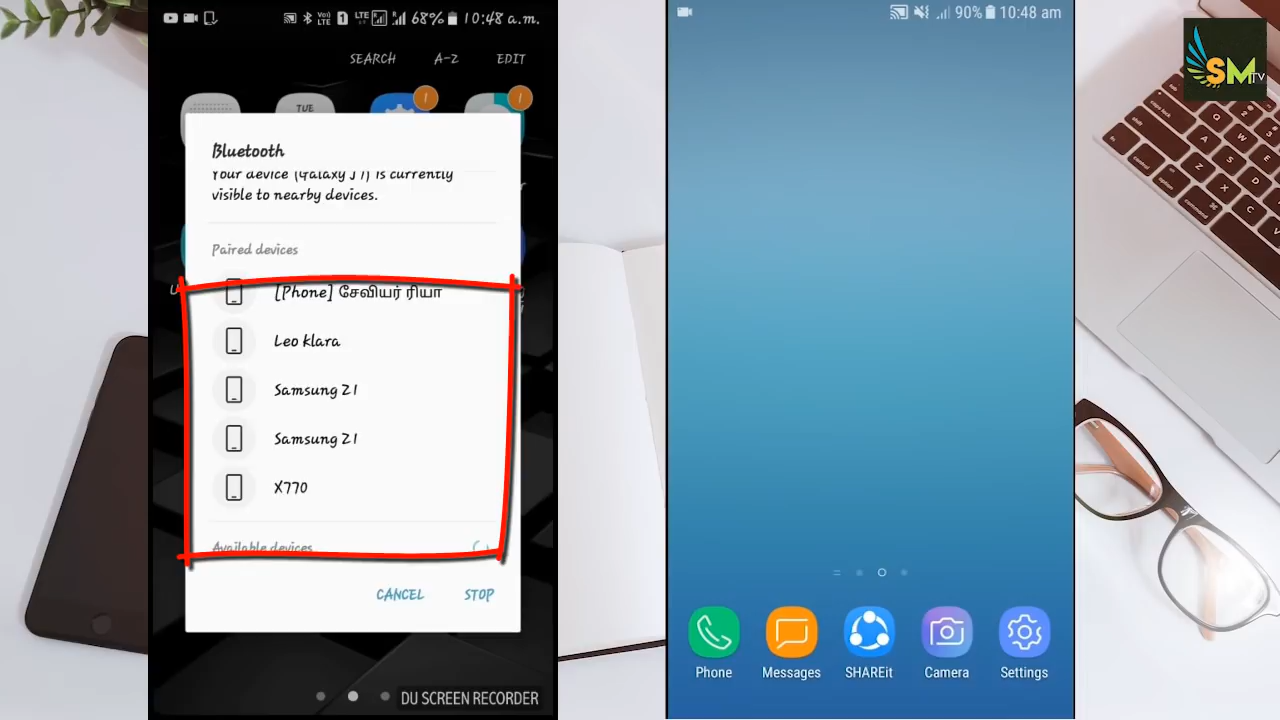 68% 10:48 a.m.
SEARCH A-Z EDIT
TUE
1 1
Bluetooth
Your device (Galaxy J7) is currently
visible to nearby devices.
Paired devices
[Phone] சேவியர் ரியா
Leo klara
Samsung Z1
Samsung Z1
X770
Available devices
CANCEL STOP
DU SCREEN RECORDER
90% 10:48 am
Phone Messages SHAREit Camera Settings
SM TV